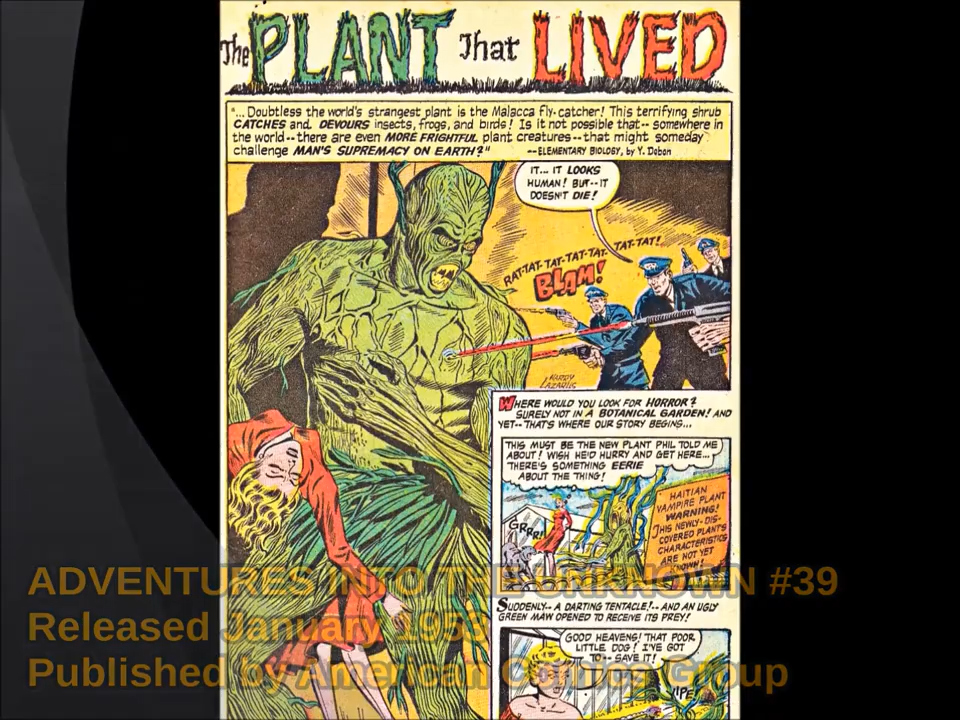 The PLANT That LIVED
"... Doubtless the world's strangest plant is the Malacca fly-catcher! This terrifying shrub
CATCHES and DEVOURS insects, frogs, and birds! Is it not possible that--somewhere in
the world--there are even MORE FRIGHTFUL plant creatures--that might someday
challenge MAN'S SUPREMACY ON EARTH?"
--ELEMENTARY BIOLOGY, by Y. Dobon
IT... IT LOOKS
HUMAN! BUT--IT
DOESN'T DIE!
RAT-TAT-TAT-TAT-TAT- TAT-TAT!
BLAM!
HARRY
LAZARUS
WHERE WOULD YOU LOOK FOR HORROR?
SURELY NOT IN A BOTANICAL GARDEN! AND
YET--THAT'S WHERE OUR STORY BEGINS...
THIS MUST BE THE NEW PLANT PHIL TOLD ME
ABOUT! WISH HE'D HURRY AND GET HERE...
THERE'S SOMETHING EERIE
ABOUT THE THING!
GRRR!
HAITIAN
VAMPIRE PLANT
WARNING!
THIS NEWLY-DIS-
COVERED PLANT'S
CHARACTERISTICS
ARE NOT YET
KNOWN!
SUDDENLY--A DARTING TENTACLE!--AND AN UGLY
GREEN MAW OPENED TO RECEIVE ITS PREY!
GOOD HEAVENS! THAT POOR
LITTLE DOG! I'VE GOT
TO--SAVE IT!
YIPE!
ADVENTURES INTO THE UNKNOWN #39
Released January 1953
Published by American Comics Group